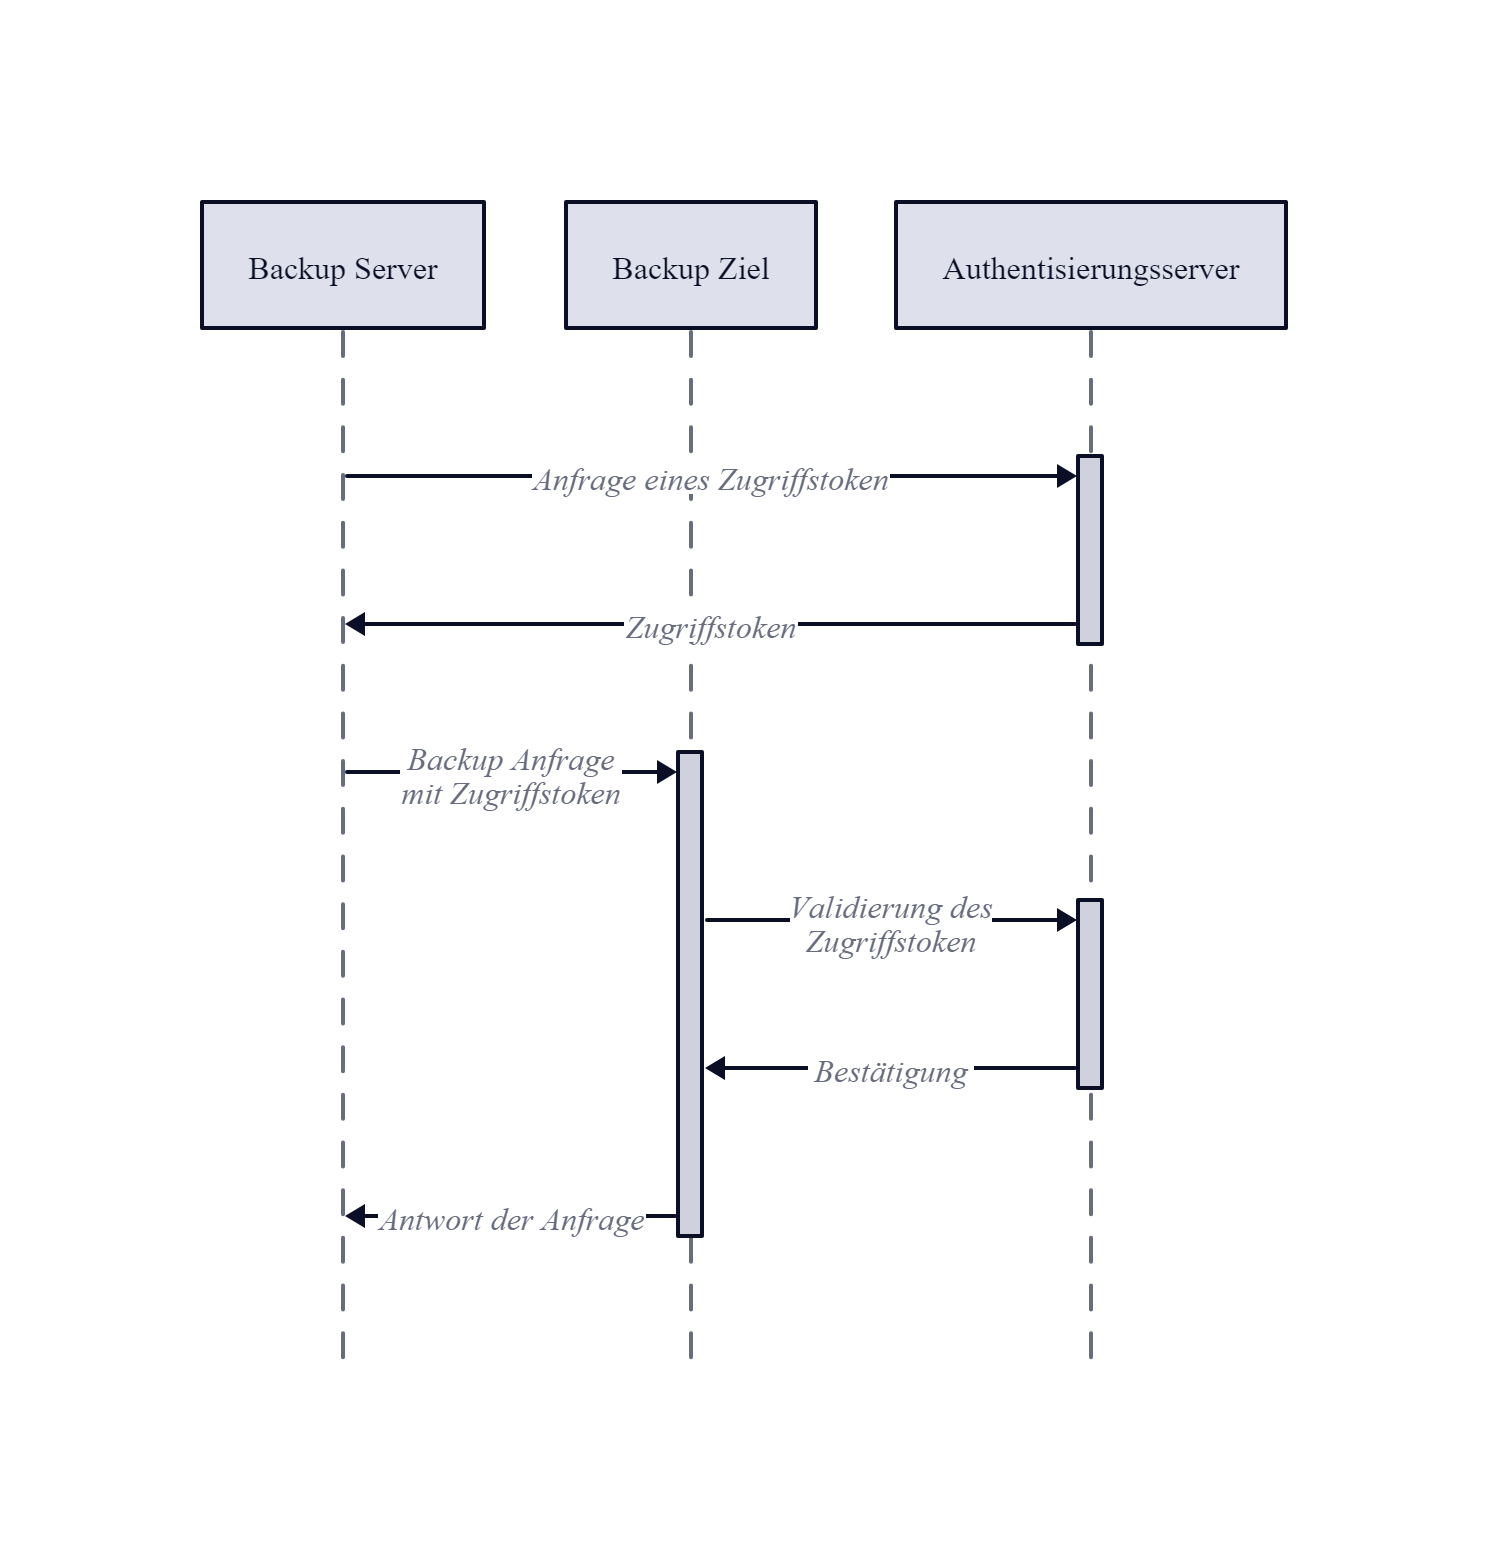 Backup Server
Backup Ziel
Authentisierungsserver
Anfrage eines Zugriffstoken
Zugriffstoken
Backup Anfrage
mit Zugriffstoken
Validierung des
Zugriffstoken
Bestätigung
Antwort der Anfrage